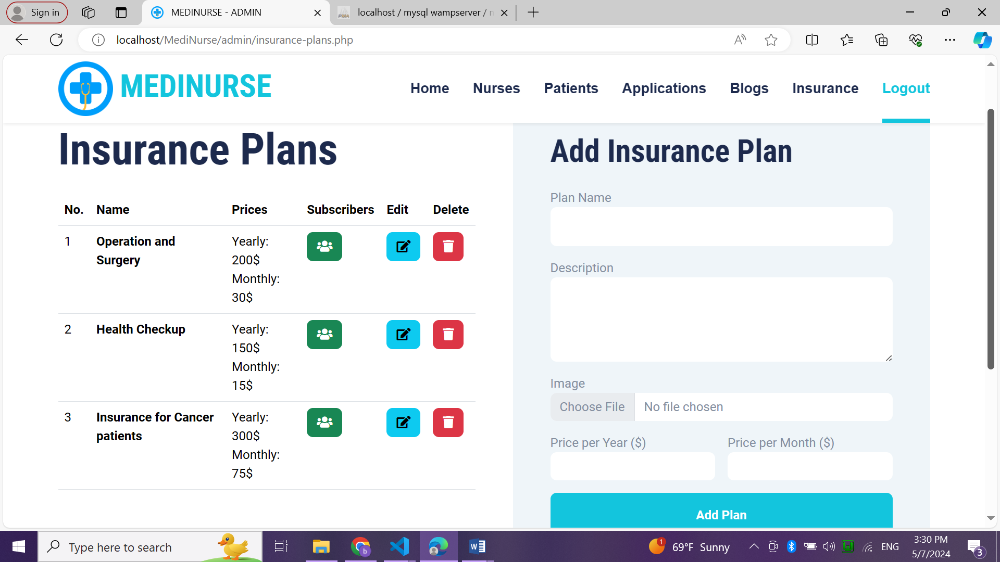 Sign in
MEDINURSE - ADMIN
localhost / mysql wampserver /
localhost/MediNurse/admin/insurance-plans.php
MEDINURSE
Home Nurses Patients Applications Blogs Insurance Logout
Insurance Plans
No. Name Prices Subscribers Edit Delete
1 Operation and Yearly:
Surgery 200$
Monthly:
30$
2 Health Checkup Yearly:
150$
Monthly:
15$
3 Insurance for Cancer Yearly:
patients 300$
Monthly:
75$
Add Insurance Plan
Plan Name
Description
Image
Choose File No file chosen
Price per Year ($) Price per Month ($)
Add Plan
Type here to search
1
69°F Sunny
ENG
3:30 PM
5/7/2024
3